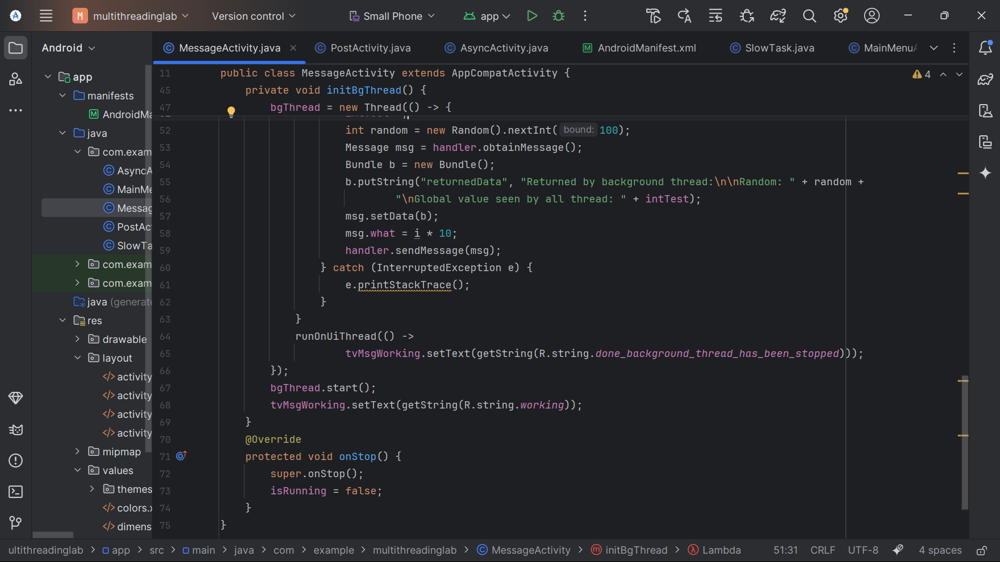 M multithreadinglab Version control Small Phone app
Android
MessageActivity.java PostActivity.java AsyncActivity.java AndroidManifest.xml SlowTask.java MainMenuA
app
manifests
AndroidMa
java
com.exam
AsyncA
MainMe
Messag
PostAc
SlowTa
com.exam
com.exam
java (generate
res
drawable
layout
activity
activity
activity
activity
mipmap
values
themes
colors.x
dimens
4
11 public class MessageActivity extends AppCompatActivity {
45 private void initBgThread() {
47 bgThread = new Thread(() -> {
52 int random = new Random().nextInt( bound: 100);
53 Message msg = handler.obtainMessage();
54 Bundle b = new Bundle();
55 b.putString("returnedData", "Returned by background thread:\n\nRandom: " + random +
56 "\nGlobal value seen by all thread: " + intTest);
57 msg.setData(b);
58 msg.what = i * 10;
59 handler.sendMessage(msg);
60 } catch (InterruptedException e) {
61 e.printStackTrace();
62 }
63 }
64 runOnUiThread(() ->
65 tvMsgWorking.setText(getString(R.string.done_background_thread_has_been_stopped)));
66 });
67 bgThread.start();
68 tvMsgWorking.setText(getString(R.string.working));
69 }
70 @Override
71 protected void onStop() {
72 super.onStop();
73 isRunning = false;
74 }
75 }
ultithreadinglab > app > src > main > java > com > example > multithreadinglab > MessageActivity > initBgThread > Lambda 51:31 CRLF UTF-8 4 spaces